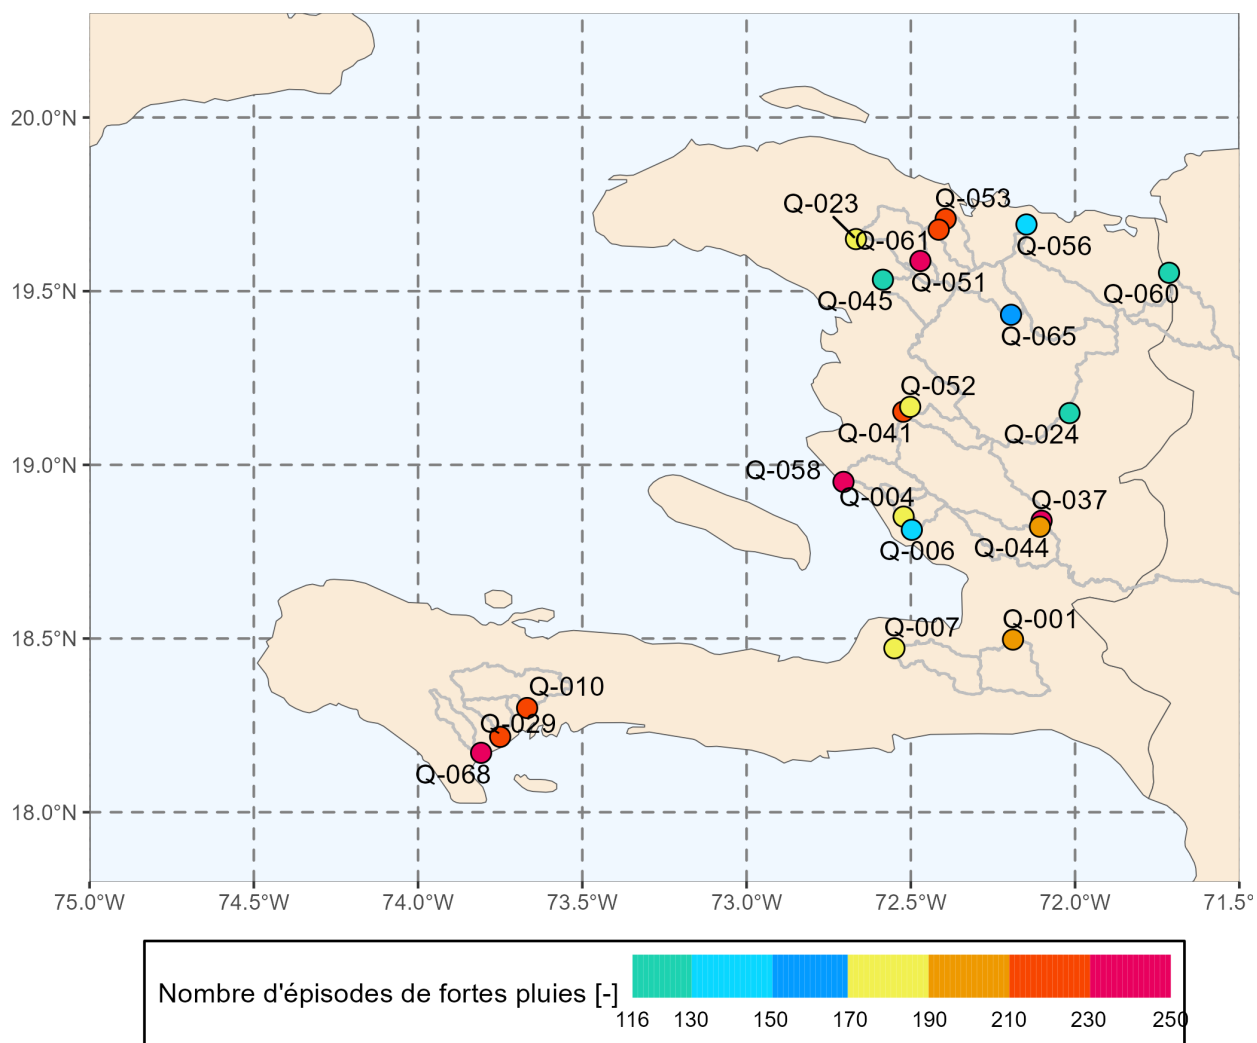 20.0°N
19.5°N
19.0°N
18.5°N
18.0°N
Q-053
Q-023
Q-061
Q-056
Q-051
Q-060
Q-045
Q-065
Q-052
Q-041
Q-024
Q-058
Q-004
Q-037
Q-006
Q-044
Q-001
Q-007
Q-010
Q-029
Q-068
75.0°W 74.5°W 74.0°W 73.5°W 73.0°W 72.5°W 72.0°W 71.5°
Nombre d'épisodes de fortes pluies [-]
116 130 150 170 190 210 230 250